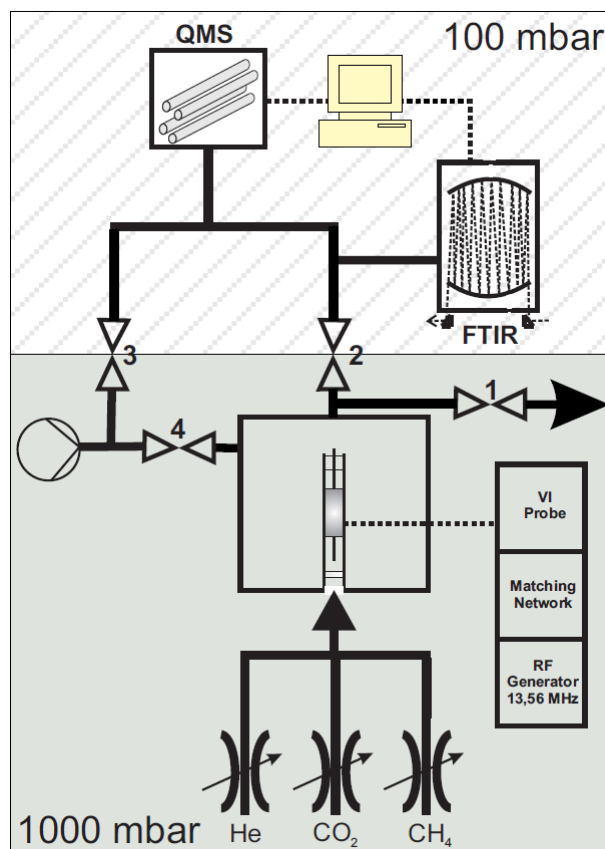 QMS
100 mbar
FTIR
3
2
1
4
VI
Probe
Matching
Network
RF
Generator
13,56 MHz
1000 mbar
He
CO₂
CH₄